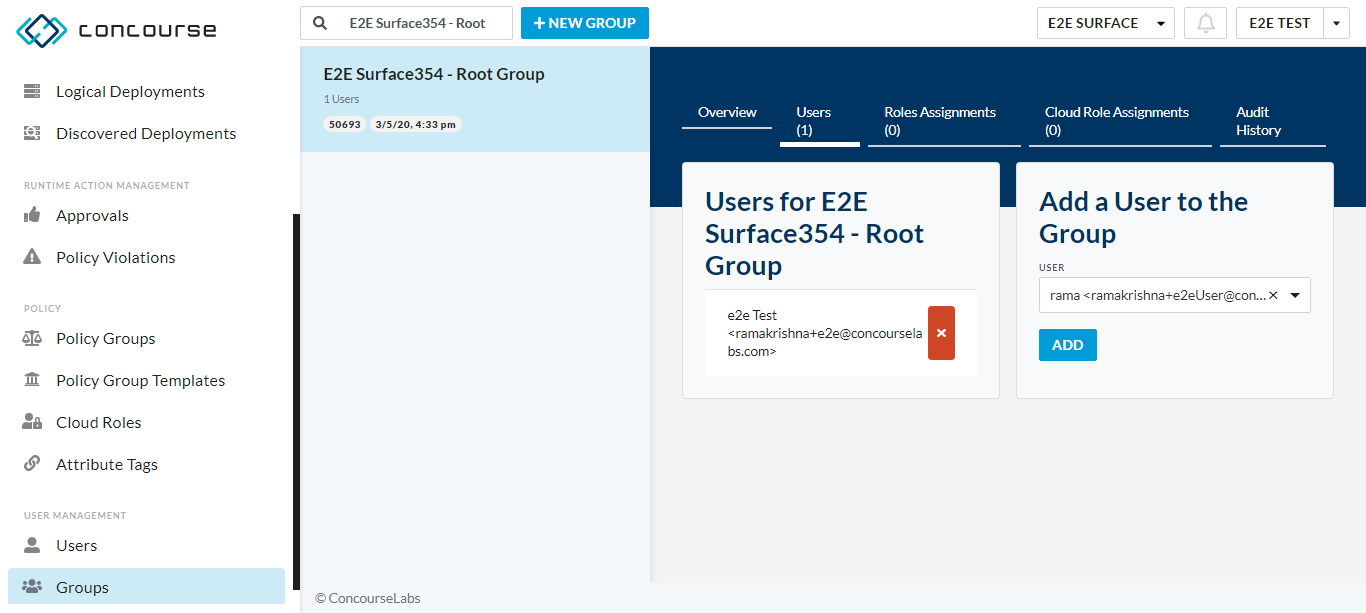 concourse
Logical Deployments
Discovered Deployments
RUNTIME ACTION MANAGEMENT
Approvals
Policy Violations
POLICY
Policy Groups
Policy Group Templates
Cloud Roles
Attribute Tags
USER MANAGEMENT
Users
Groups
E2E Surface354 - Root
+ NEW GROUP
E2E SURFACE
E2E TEST
E2E Surface354 - Root Group
1 Users
50693 3/5/20, 4:33 pm
Overview
Users
(1)
Roles Assignments
(0)
Cloud Role Assignments
(0)
Audit
History
Users for E2E
Surface354 - Root
Group
e2e Test
<ramakrishna+e2e@concoursela
bs.com>
Add a User to the
Group
USER
rama <ramakrishna+e2eUser@con...
ADD
© ConcourseLabs